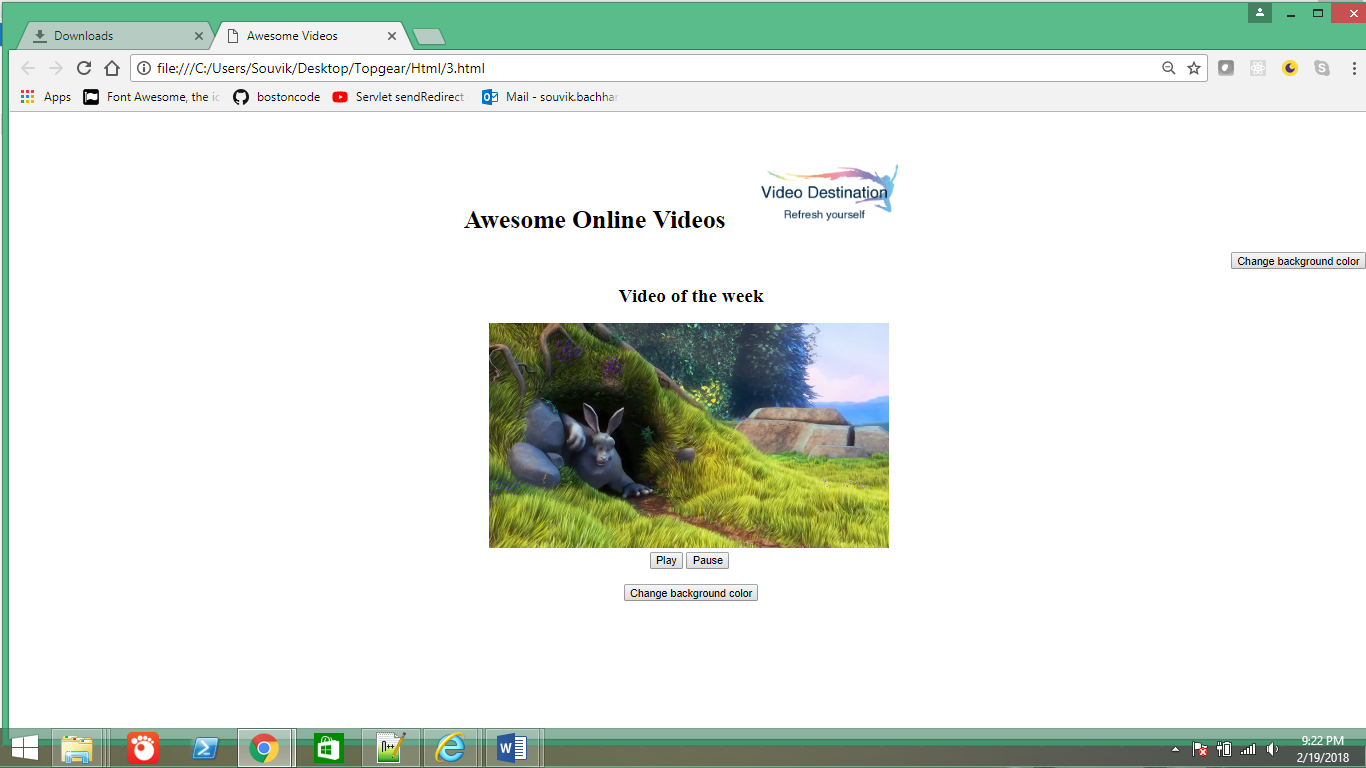 Downloads
Awesome Videos
file:///C:/Users/Souvik/Desktop/Topgear/Html/3.html
Apps
Font Awesome, the ic
bostoncode
Servlet sendRedirect
Mail - souvik.bachhar
Video Destination
Refresh yourself
Awesome Online Videos
Change background color
Video of the week
Play
Pause
Change background color
9:22 PM
2/19/2018